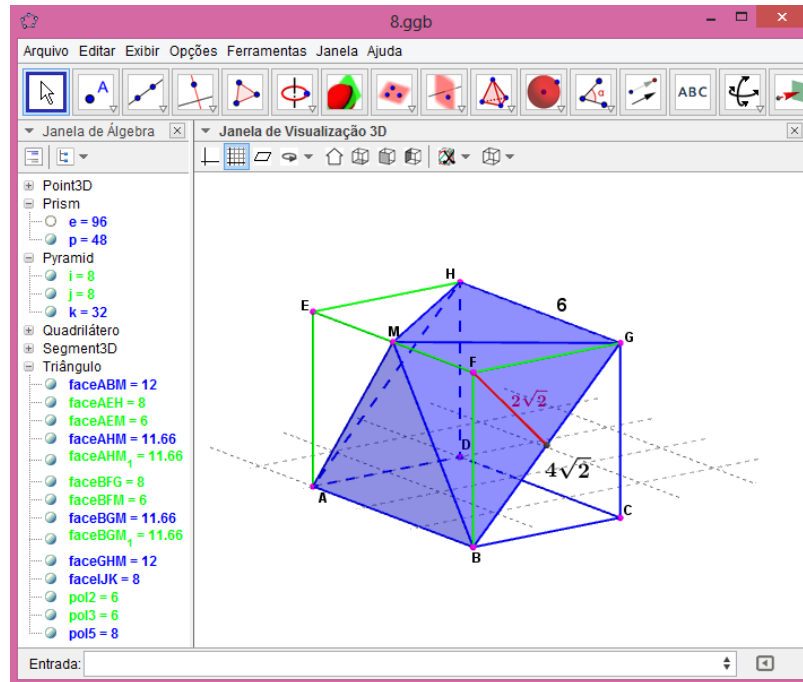 8.ggb
Arquivo Editar Exibir Opções Ferramentas Janela Ajuda
A
α
ABC
Janela de Álgebra
Point3D
Prism
e = 96
p = 48
Pyramid
i = 8
j = 8
k = 32
Quadrilátero
Segment3D
Triângulo
faceABM = 12
faceAEH = 8
faceAEM = 6
faceAHM = 11.66
faceAHM₁ = 11.66
faceBFG = 8
faceBFM = 6
faceBGM = 11.66
faceBGM₁ = 11.66
faceGHM = 12
faceIJK = 8
pol2 = 6
pol3 = 6
pol5 = 8
Janela de Visualização 3D
H
E
6
M
G
F
2√2
D
4√2
A
C
B
Entrada: